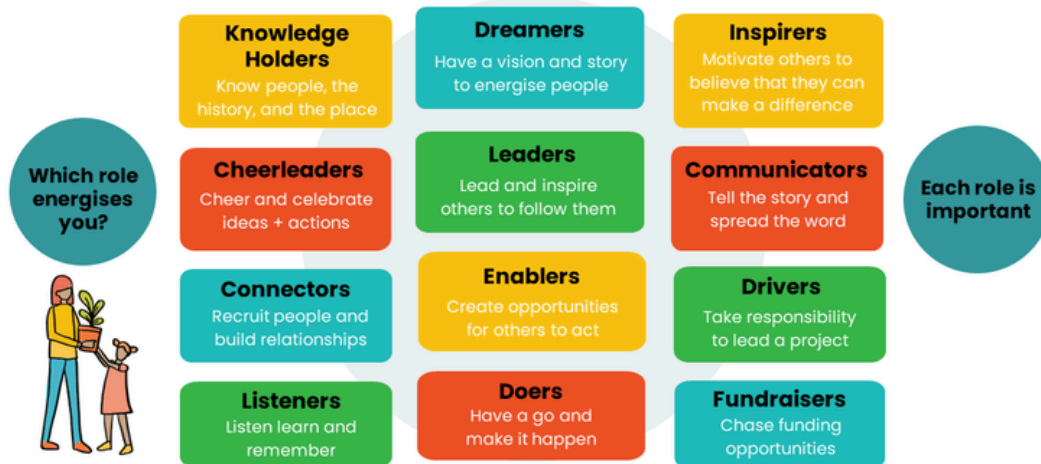 Which role
energises
you?
Knowledge
Holders
Know people, the
history, and the place
Dreamers
Have a vision and story
to energise people
Inspirers
Motivate others to
believe that they can
make a difference
Cheerleaders
Cheer and celebrate
ideas + actions
Leaders
Lead and inspire
others to follow them
Communicators
Tell the story and
spread the word
Connectors
Recruit people and
build relationships
Enablers
Create opportunities
for others to act
Drivers
Take responsibility
to lead a project
Listeners
Listen learn and
remember
Doers
Have a go and
make it happen
Fundraisers
Chase funding
opportunities
Each role is
important